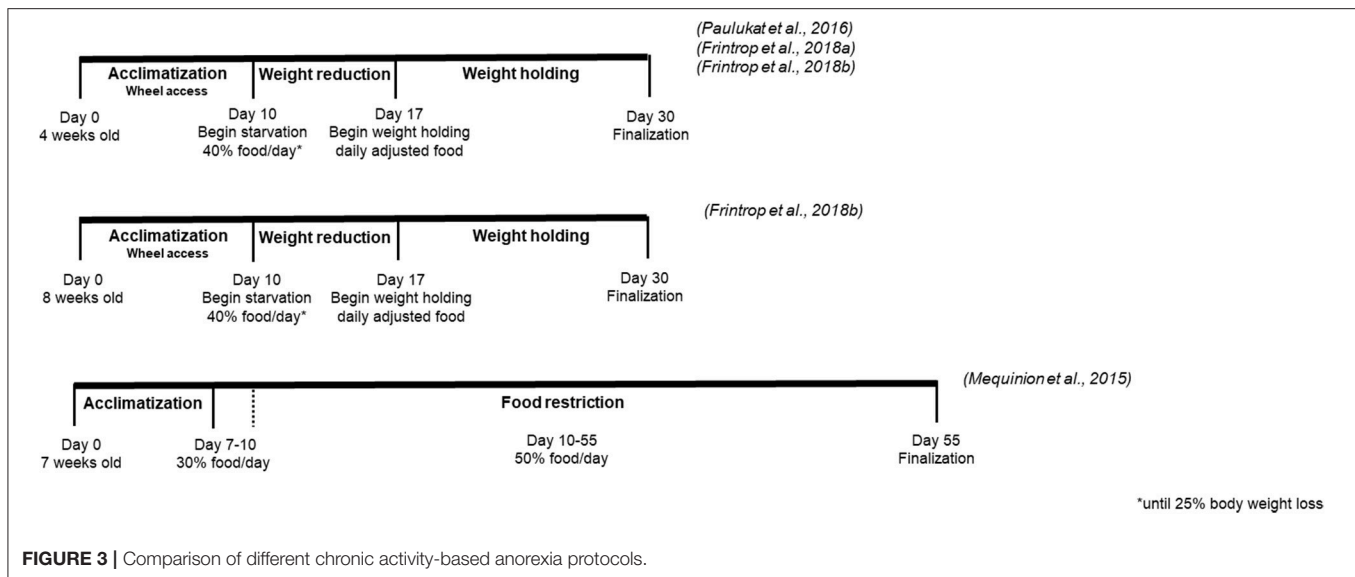 (Paulukat et al., 2016)
(Frintrop et al., 2018a)
(Frintrop et al., 2018b)
Acclimatization Weight reduction Weight holding
Wheel access
Day 0 Day 10 Day 17 Day 30
4 weeks old Begin starvation Begin weight holding Finalization
40% food/day* daily adjusted food
(Frintrop et al., 2018b)
Acclimatization Weight reduction Weight holding
Wheel access
Day 0 Day 10 Day 17 Day 30
8 weeks old Begin starvation Begin weight holding Finalization
40% food/day* daily adjusted food
(Mequinion et al., 2015)
Acclimatization Food restriction
Day 0 Day 7-10 Day 10-55 Day 55
7 weeks old 30% food/day 50% food/day Finalization
*until 25% body weight loss
FIGURE 3 | Comparison of different chronic activity-based anorexia protocols.